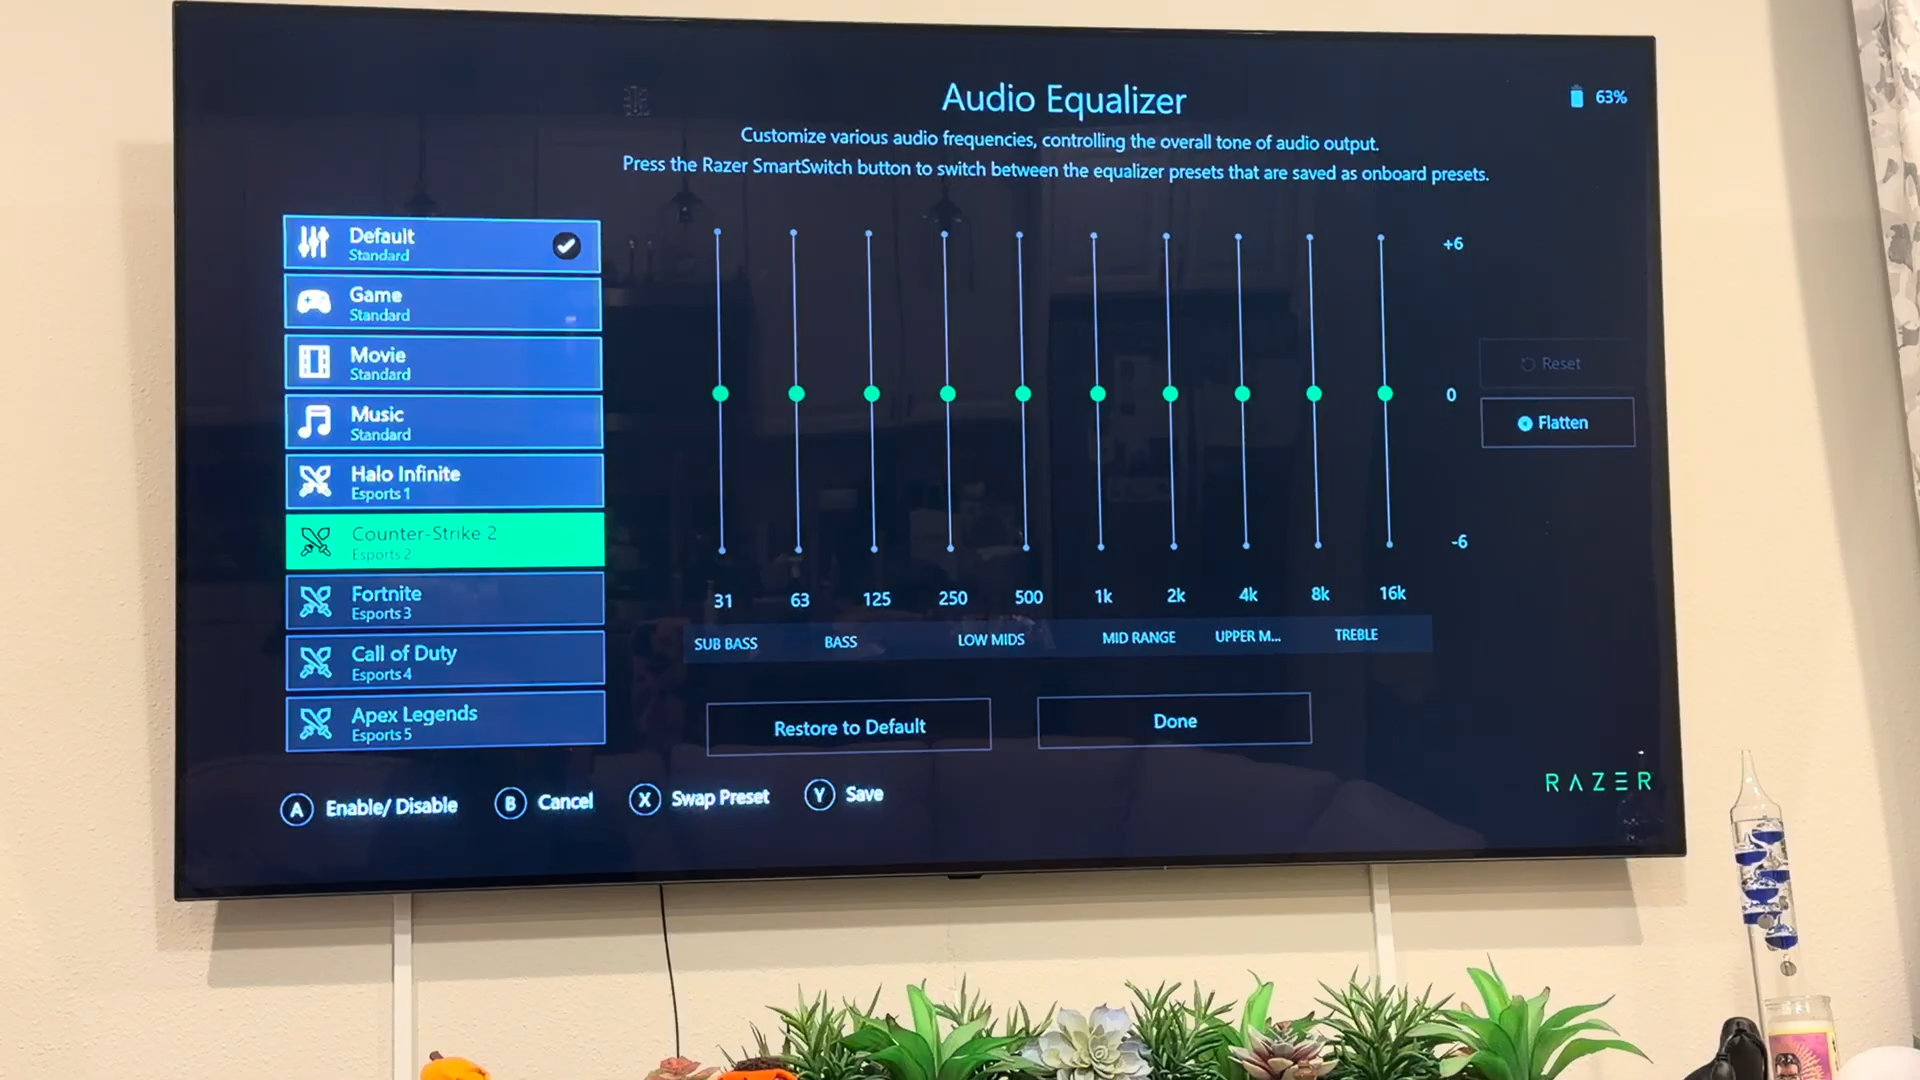 Audio Equalizer
63%
Customize various audio frequencies, controlling the overall tone of audio output.
Press the Razer SmartSwitch button to switch between the equalizer presets that are saved as onboard presets.
Default
Standard
Game
Standard
Movie
Standard
Music
Standard
Halo Infinite
Esports 1
Counter-Strike 2
Esports 2
Fortnite
Esports 3
Call of Duty
Esports 4
Apex Legends
Esports 5
+6
0
-6
Reset
Flatten
31 63 125 250 500 1k 2k 4k 8k 16k
SUB BASS BASS LOW MIDS MID RANGE UPPER M... TREBLE
Restore to Default
Done
A Enable/ Disable B Cancel X Swap Preset Y Save
RAZER